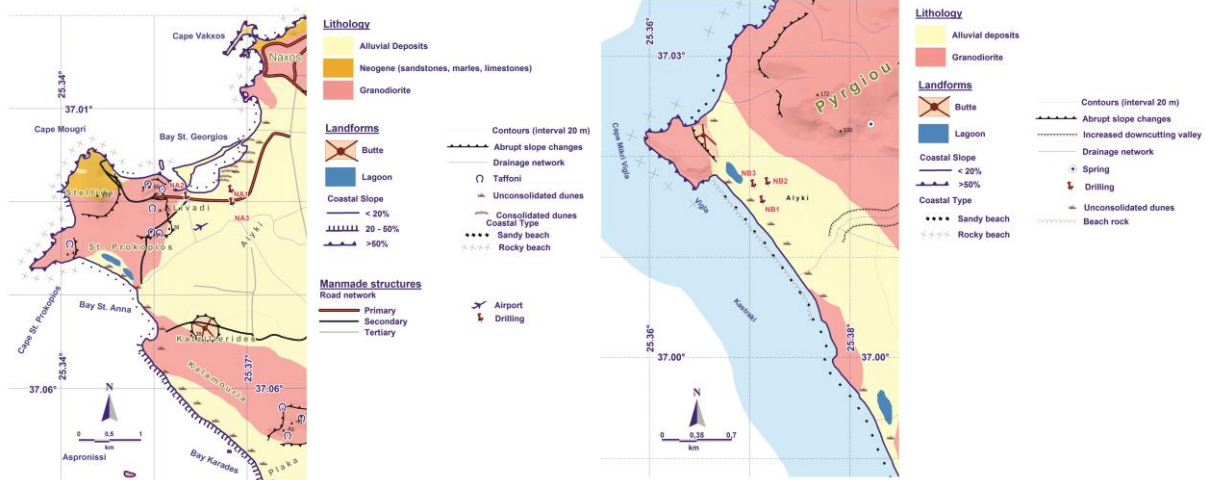 Cape Vakxos
Naxos
25.34°
37.01°
Cape Mougri
Bay St. Georgios
Stellida
NA2
NA1
NA3
Alyki
St. Prokopios
Bay St. Anna
Cape St. Prokopios
Katzilierides
25.34°
25.37°
37.06°
37.06°
Kalamouria
N
0 0,5 1
km
Aspronissi
Bay Karades
Plaka
Lithology
Alluvial Deposits
Neogene (sandstones, marles, limestones)
Granodiorite
Landforms
Butte
Lagoon
Coastal Slope
< 20%
20 - 50%
>50%
Contours (interval 20 m)
Abrupt slope changes
Drainage network
Taffoni
Unconsolidated dunes
Consolidated dunes
Coastal Type
Sandy beach
Rocky beach
Manmade structures
Road network
Primary
Secondary
Tertiary
Airport
Drilling
25.36°
37.03°
Pyrgiou
172
Cape Mikri Vigla
NB3
NB2
NB1
Alyki
Vigla
Kastraki
25.36°
25.38°
37.00°
37.00°
N
0 0,35 0,7
km
Lithology
Alluvial deposits
Granodiorite
Landforms
Butte
Lagoon
Coastal Slope
< 20%
>50%
Coastal Type
Sandy beach
Rocky beach
Contours (interval 20 m)
Abrupt slope changes
Increased downcutting valley
Drainage network
Spring
Drilling
Unconsolidated dunes
Beach rock